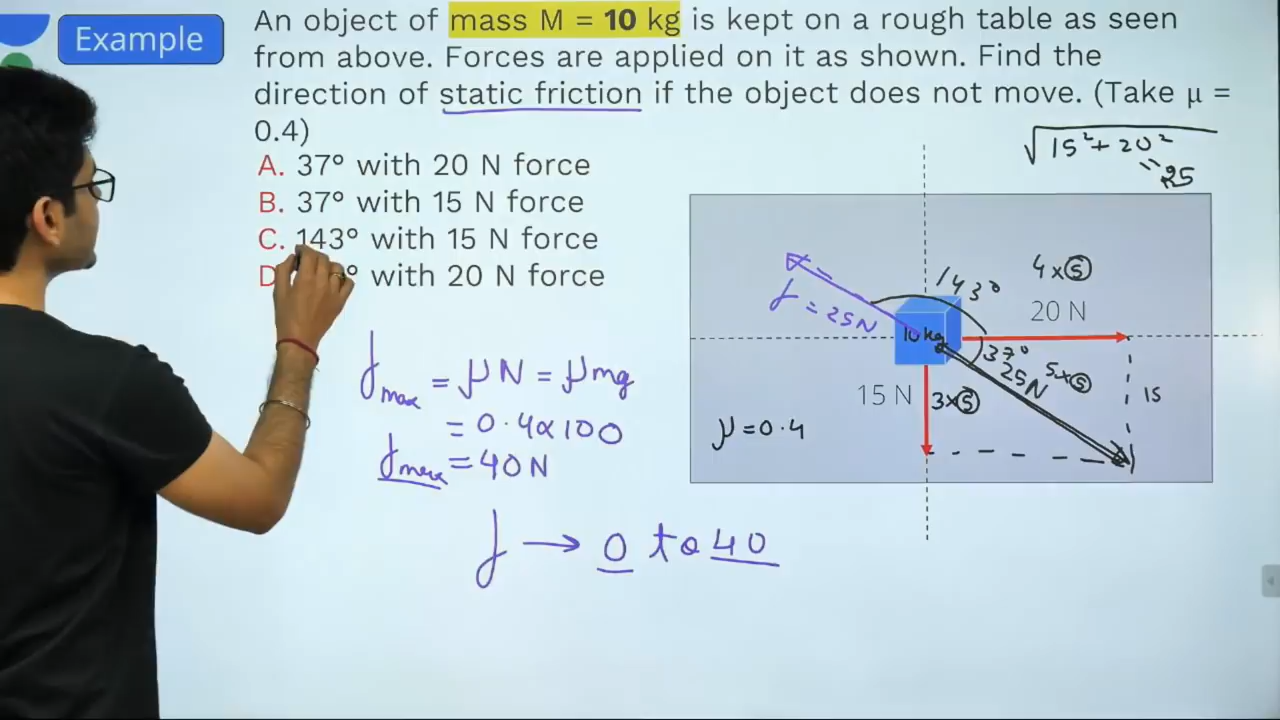 Example
An object of mass M = 10 kg is kept on a rough table as seen
from above. Forces are applied on it as shown. Find the
direction of static friction if the object does not move. (Take μ =
0.4)
A. 37° with 20 N force
B. 37° with 15 N force
C. 143° with 15 N force
D. ° with 20 N force
√15²+20²
25
143°
4×5
20 N
f = 25N
10 kg
37°
25N
5×5
15 N
3×5
15
μ=0.4
fmax = μN = μmg
= 0.4×100
fmax = 40N
f → 0 to 40